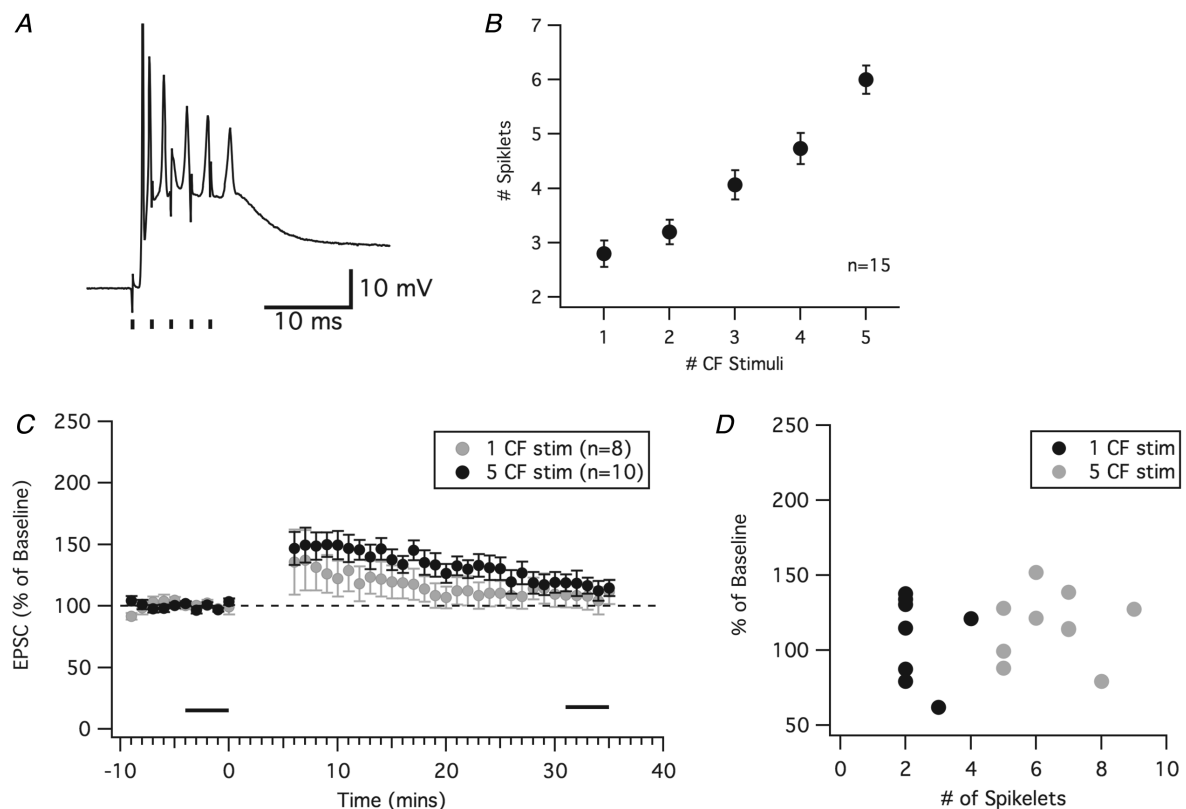 A
10 mV
10 ms
B
7
6
5
4
3
2
# Spiklets
n=15
1 2 3 4 5
# CF Stimuli
C
250
200
150
100
50
0
EPSC (% of Baseline)
1 CF stim (n=8)
5 CF stim (n=10)
-10 0 10 20 30 40
Time (mins)
D
250
200
150
100
50
% of Baseline
1 CF stim
5 CF stim
0 2 4 6 8 10
# of Spikelets